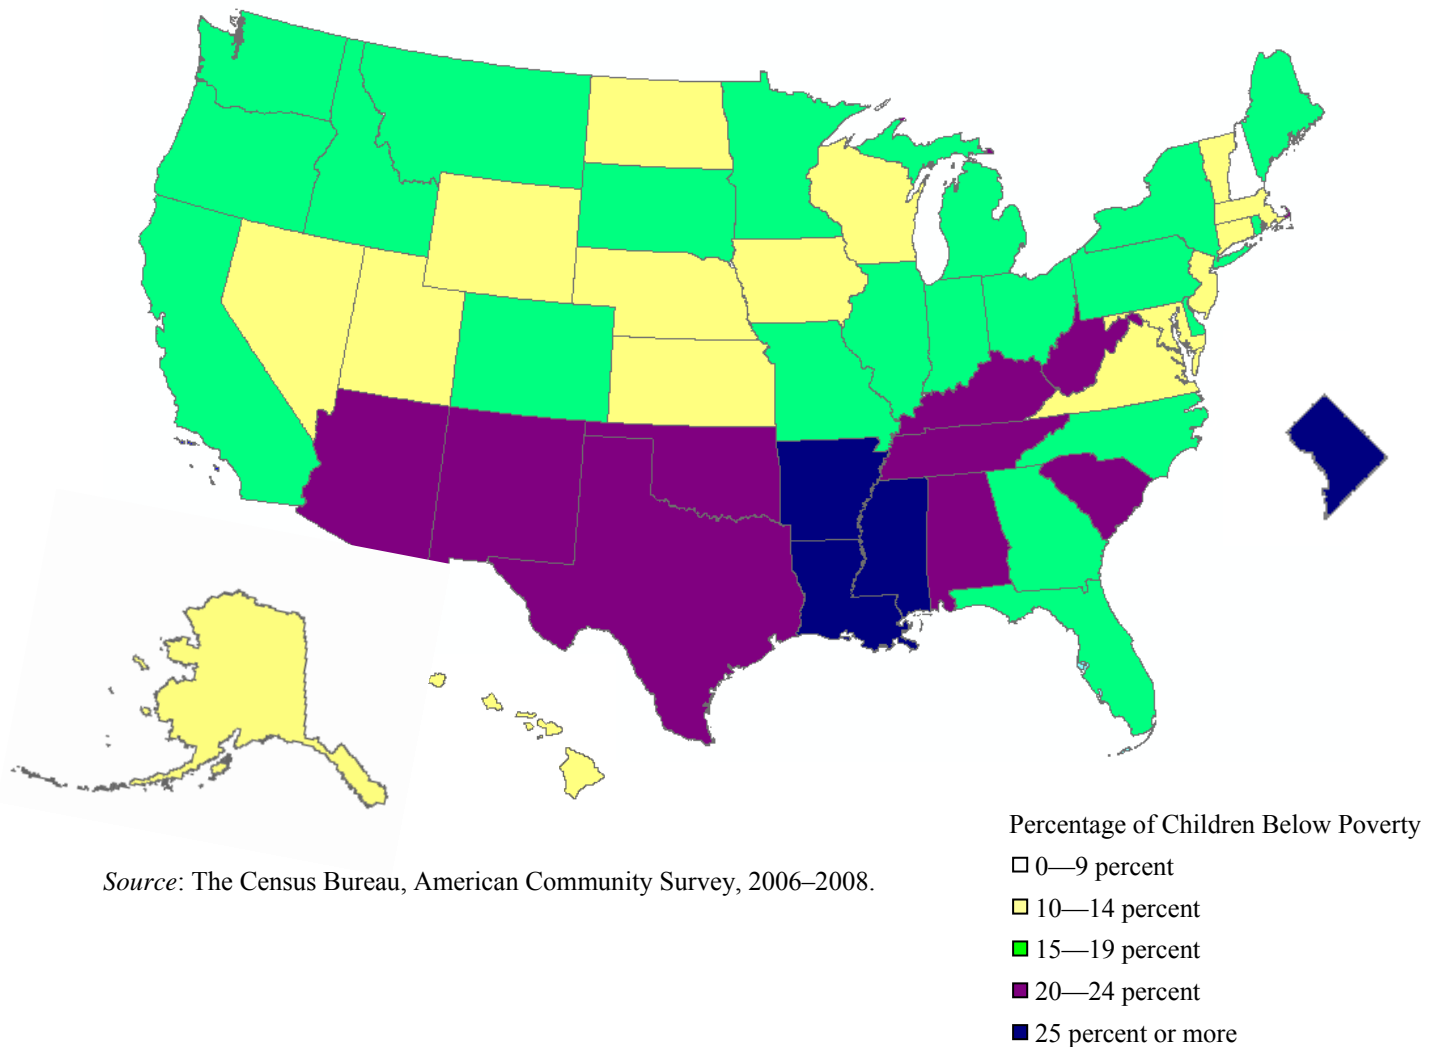 Percentage of Children Below Poverty
0—9 percent
Source: The Census Bureau, American Community Survey, 2006–2008.
10—14 percent
15—19 percent
20—24 percent
25 percent or more